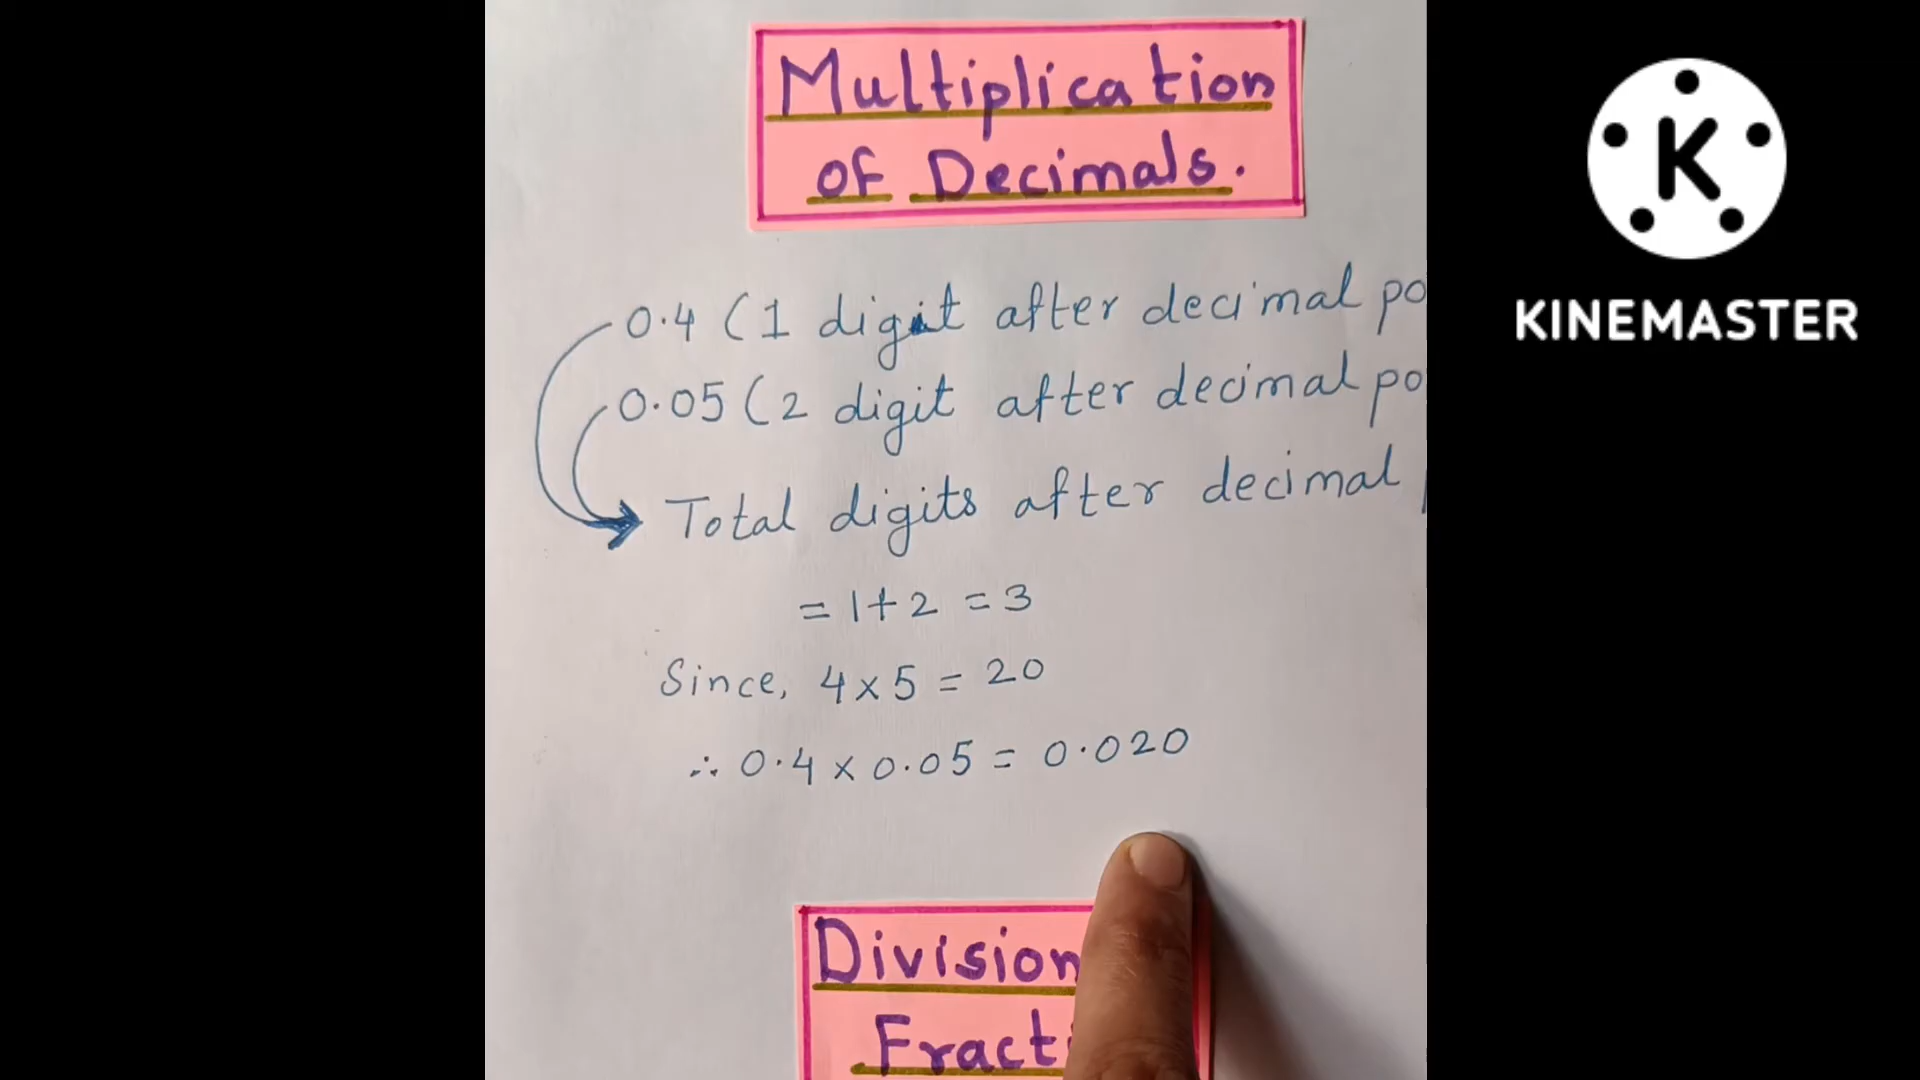 Multiplication
of Decimals.
0.4 (1 digit after decimal po
0.05 (2 digit after decimal po
Total digits after decimal
= 1+2 = 3
Since, 4 x 5 = 20
∴ 0.4 x 0.05 = 0.020
Division
Fracti
K
KINEMASTER